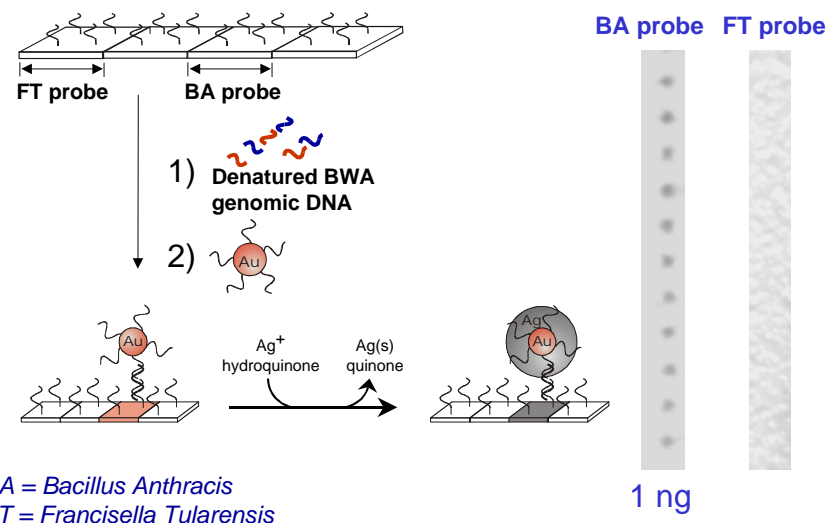 BA probe FT probe
FT probe BA probe
1) Denatured BWA
genomic DNA
2) Au
Au
Ag+
hydroquinone
Ag(s)
quinone
Ag
Au
A = Bacillus Anthracis
T = Francisella Tularensis
1 ng